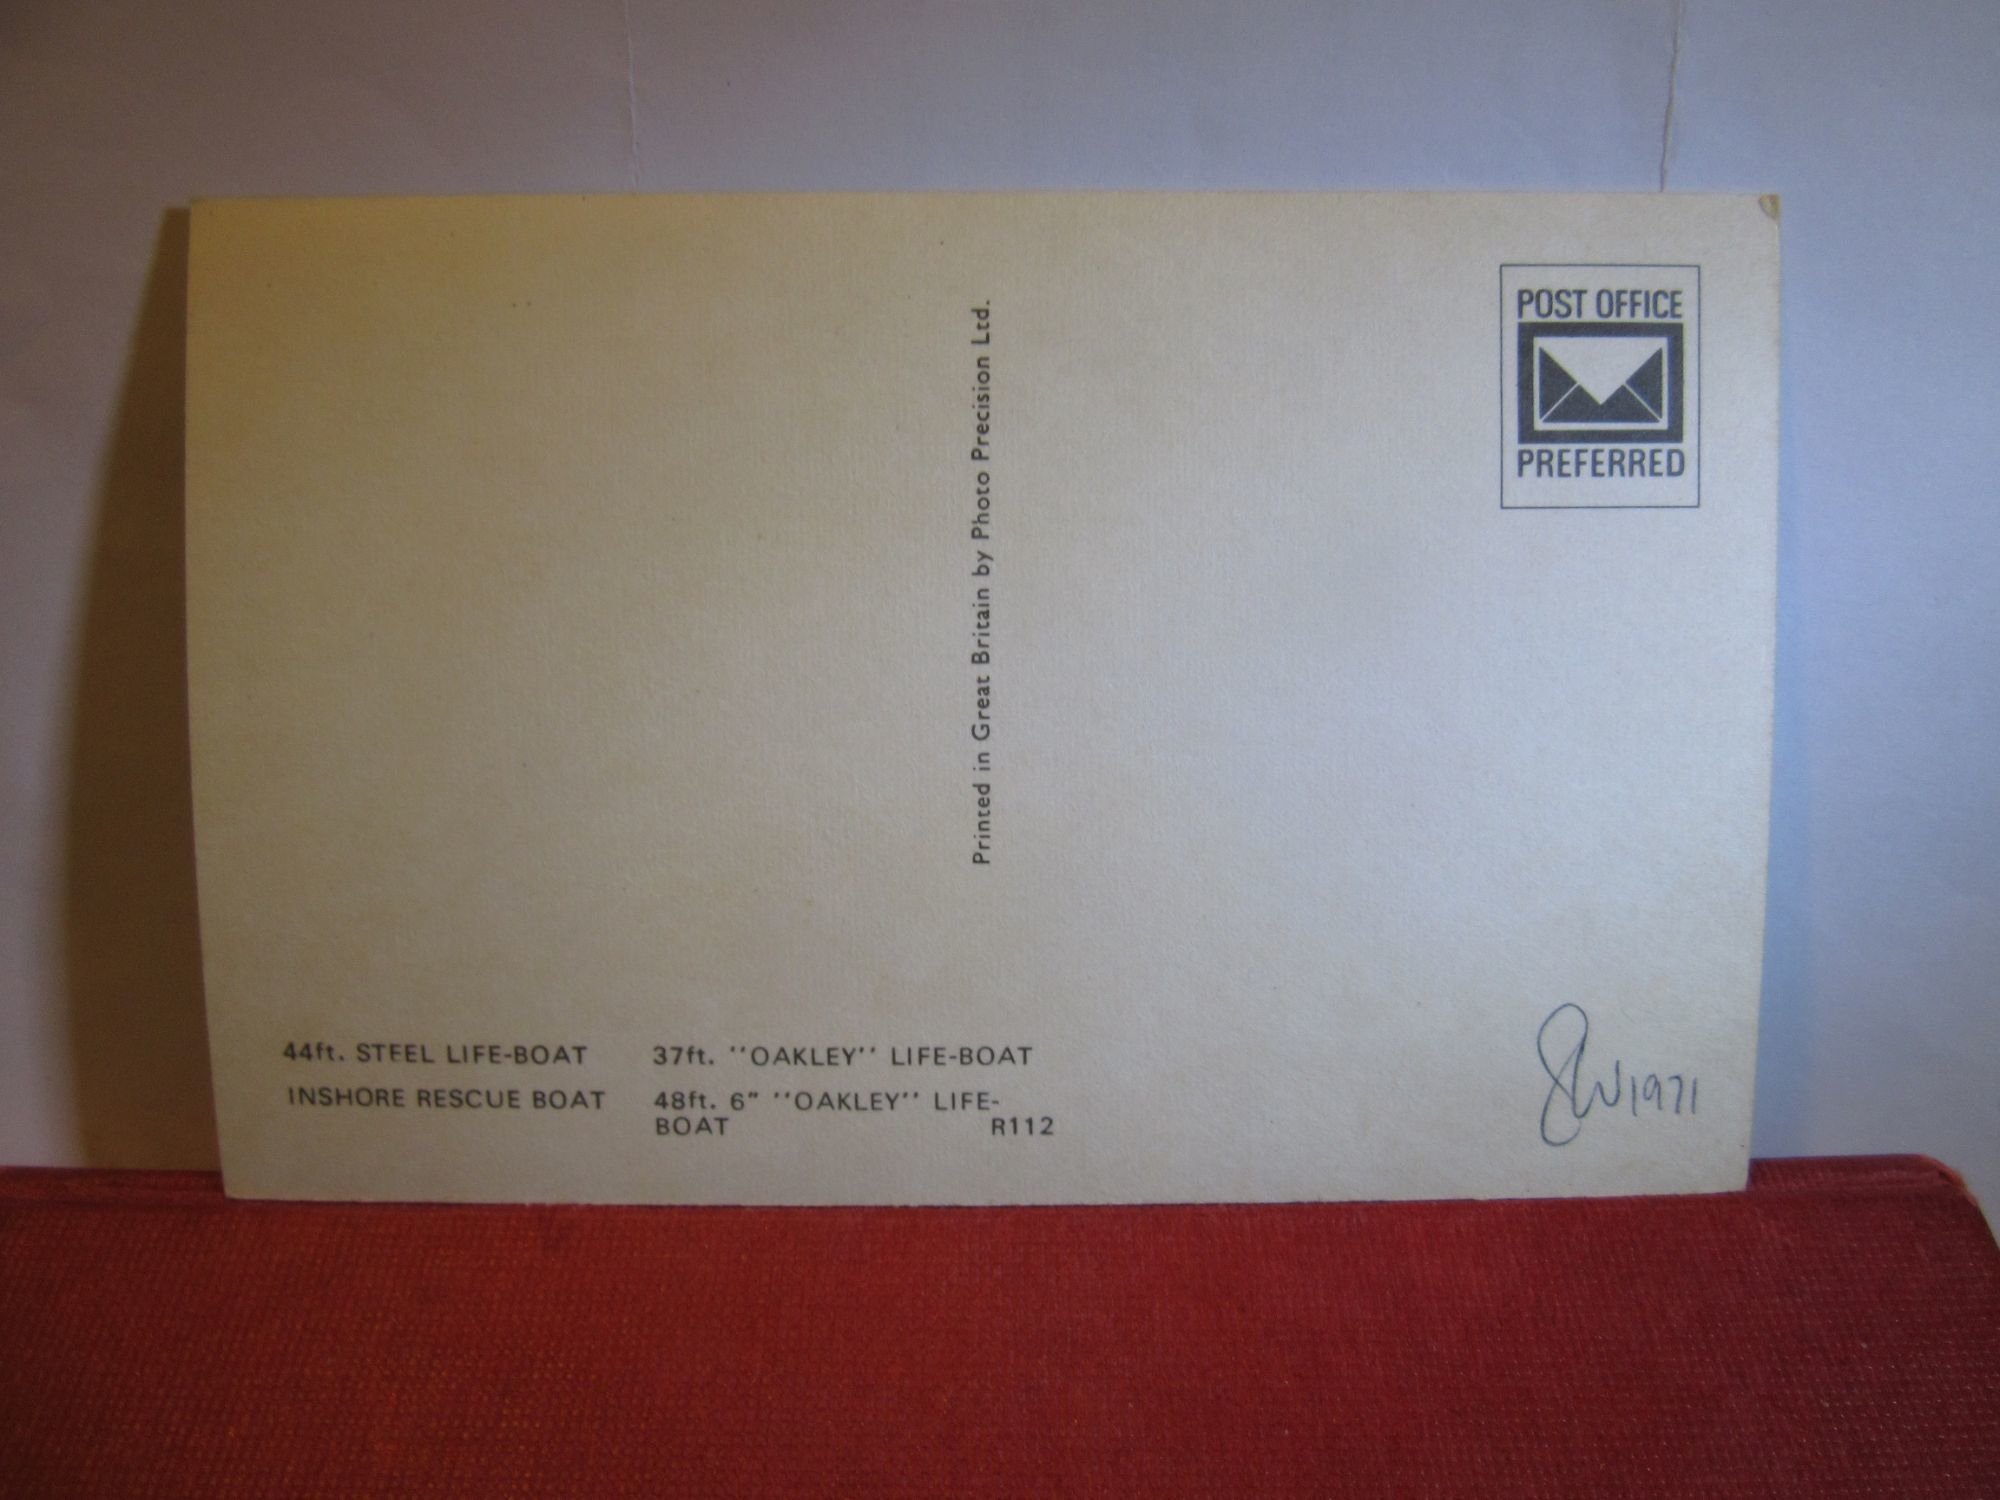 POST OFFICE
PREFERRED
Printed in Great Britain by Photo Precision Ltd.
44ft. STEEL LIFE-BOAT 37ft. "OAKLEY" LIFE-BOAT
INSHORE RESCUE BOAT 48ft. 6" "OAKLEY" LIFE-
BOAT R112
1971